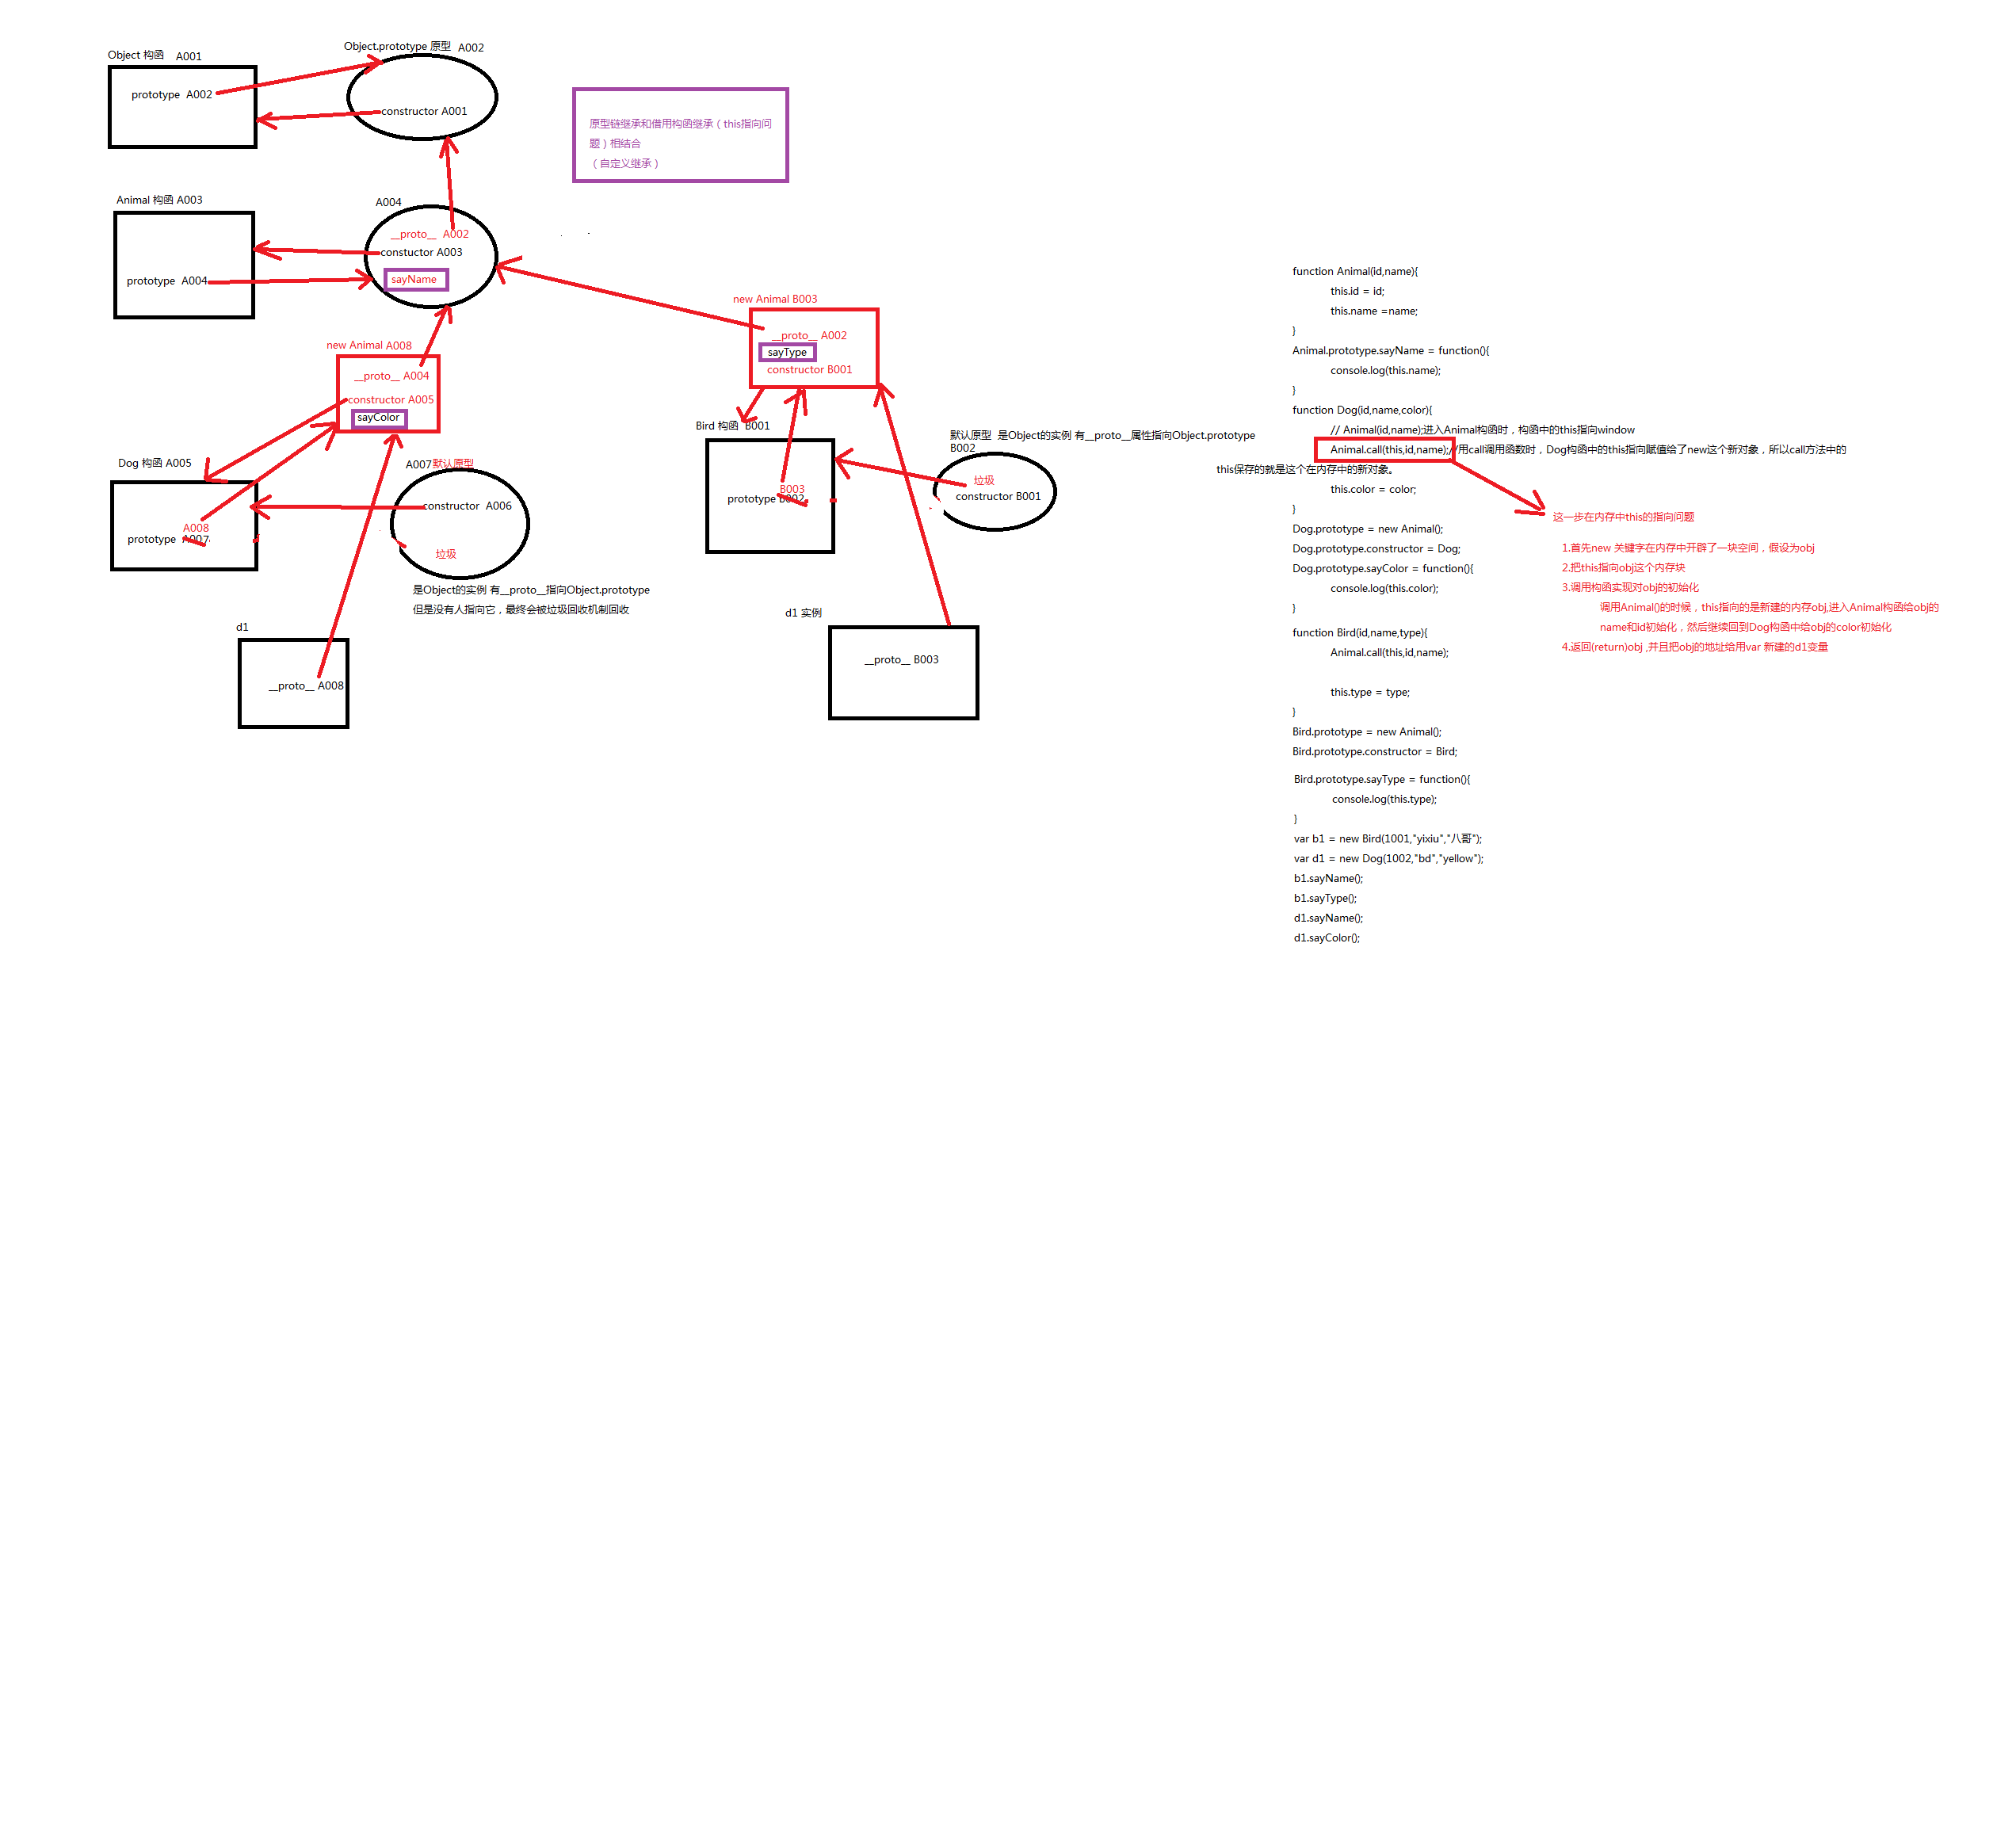 Object 构函 A001
prototype A002
Object.prototype 原型 A002
constructor A001
原型链继承和借用构函继承（this指向问
题）相结合
（自定义继承）
Animal 构函 A003
prototype A004
A004
__proto__ A002
constuctor A003
sayName
new Animal A008
__proto__ A004
constructor A005
sayColor
new Animal B003
__proto__ A002
sayType
constructor B001
Dog 构函 A005
A008
prototype A007
A007默认原型
constructor A006
垃圾
是Object的实例 有__proto__指向Object.prototype
但是没有人指向它，最终会被垃圾回收机制回收
Bird 构函 B001
B003
prototype b002
默认原型 是Object的实例 有__proto__属性指向Object.prototype
B002
垃圾
constructor B001
d1
__proto__ A008
d1 实例
__proto__ B003
function Animal(id,name){
this.id = id;
this.name =name;
}
Animal.prototype.sayName = function(){
console.log(this.name);
}
function Dog(id,name,color){
// Animal(id,name);进入Animal构函时，构函中的this指向window
Animal.call(this,id,name);//用call调用函数时，Dog构函中的this指向赋值给了new这个新对象，所以call方法中的
this保存的就是这个在内存中的新对象。
this.color = color;
}
Dog.prototype = new Animal();
Dog.prototype.constructor = Dog;
Dog.prototype.sayColor = function(){
console.log(this.color);
}
function Bird(id,name,type){
Animal.call(this,id,name);
this.type = type;
}
Bird.prototype = new Animal();
Bird.prototype.constructor = Bird;
Bird.prototype.sayType = function(){
console.log(this.type);
}
var b1 = new Bird(1001,"yixiu","八哥");
var d1 = new Dog(1002,"bd","yellow");
b1.sayName();
b1.sayType();
d1.sayName();
d1.sayColor();
这一步在内存中this的指向问题
1.首先new 关键字在内存中开辟了一块空间，假设为obj
2.把this指向obj这个内存块
3.调用构函实现对obj的初始化
调用Animal()的时候，this指向的是新建的内存obj,进入Animal构函给obj的
name和id初始化，然后继续回到Dog构函中给obj的color初始化
4.返回(return)obj ,并且把obj的地址给用var 新建的d1变量